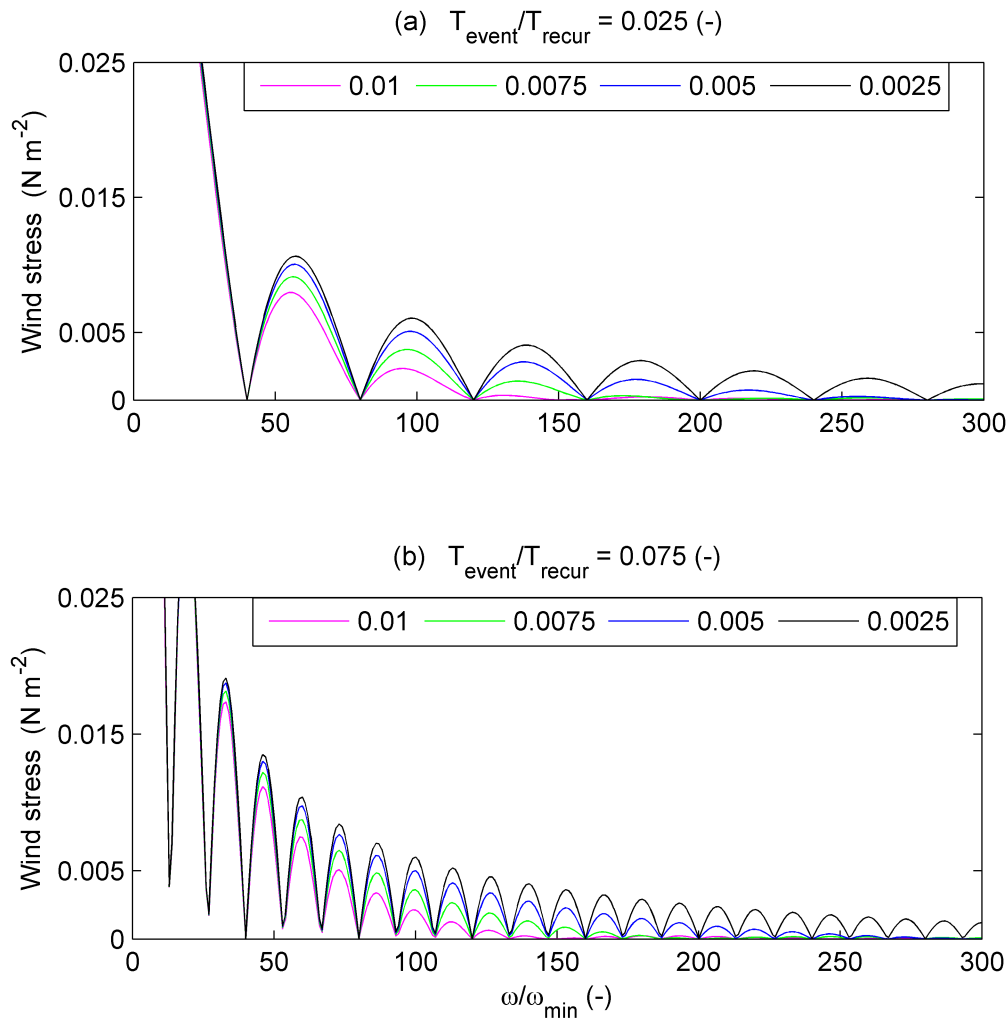 (a) T_event/T_recur = 0.025 (-)
0.025
0.01 0.0075 0.005 0.0025
Wind stress (N m^-2)
0.015
0.005
0
0 50 100 150 200 250 300
(b) T_event/T_recur = 0.075 (-)
0.025
0.01 0.0075 0.005 0.0025
Wind stress (N m^-2)
0.015
0.005
0
0 50 100 150 200 250 300
ω/ω_min (-)